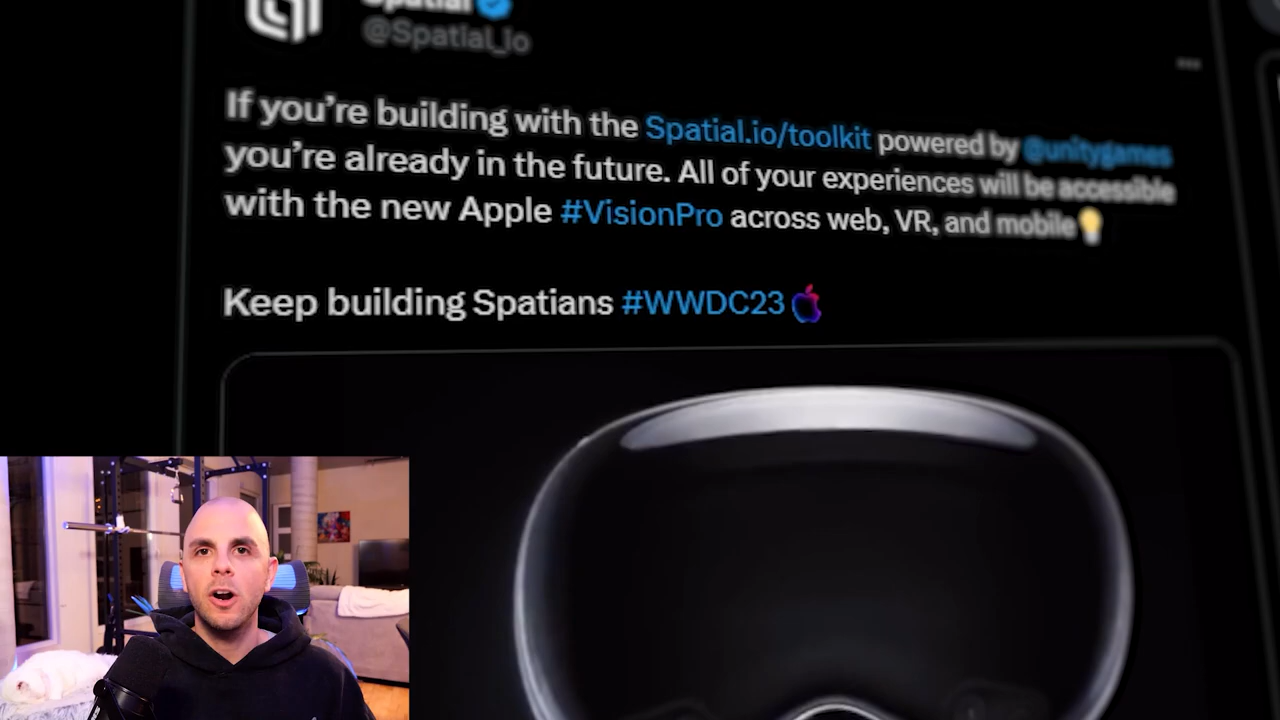 Spatial
@Spatial_io
If you're building with the Spatial.io/toolkit powered by @unitygames
you're already in the future. All of your experiences will be accessible
with the new Apple #VisionPro across web, VR, and mobile💡
Keep building Spatians #WWDC23